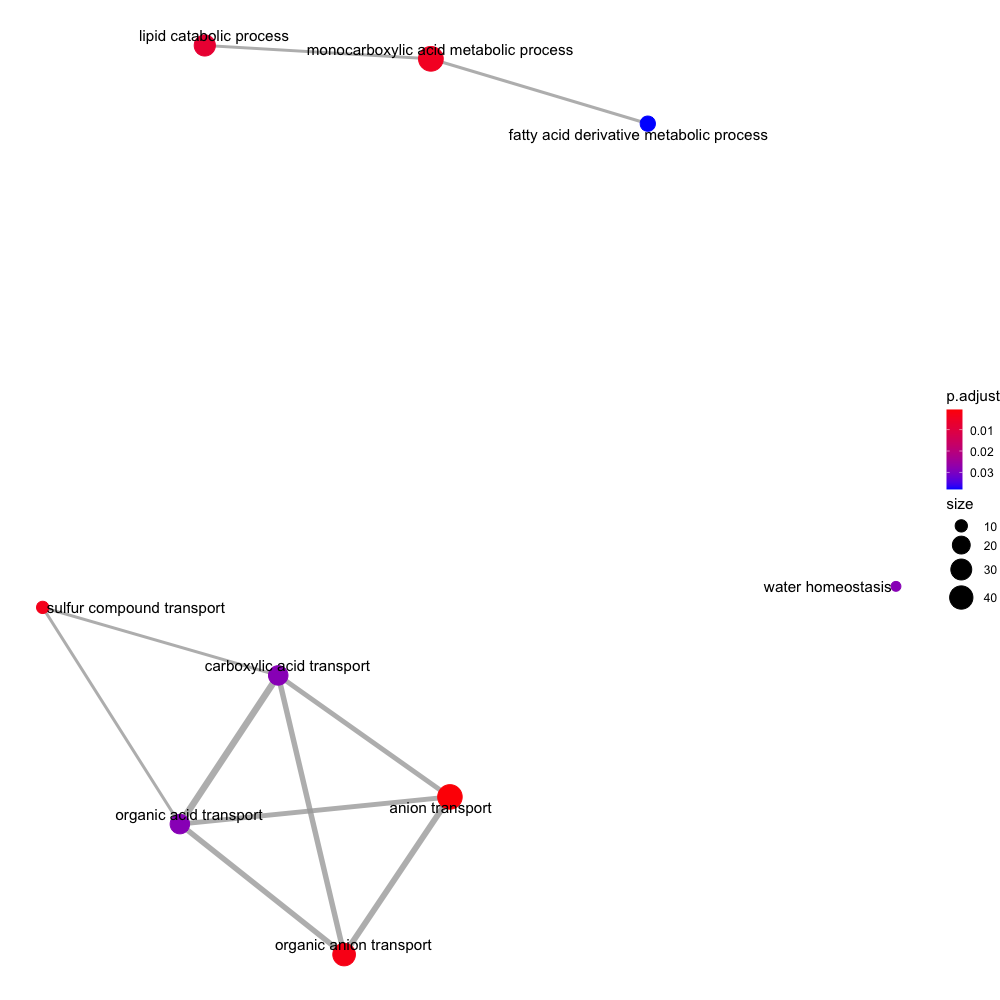 lipid catabolic process
monocarboxylic acid metabolic process
fatty acid derivative metabolic process
p.adjust
0.01
0.02
0.03
size
10
20
30
40
water homeostasis
sulfur compound transport
carboxylic acid transport
anion transport
organic acid transport
organic anion transport